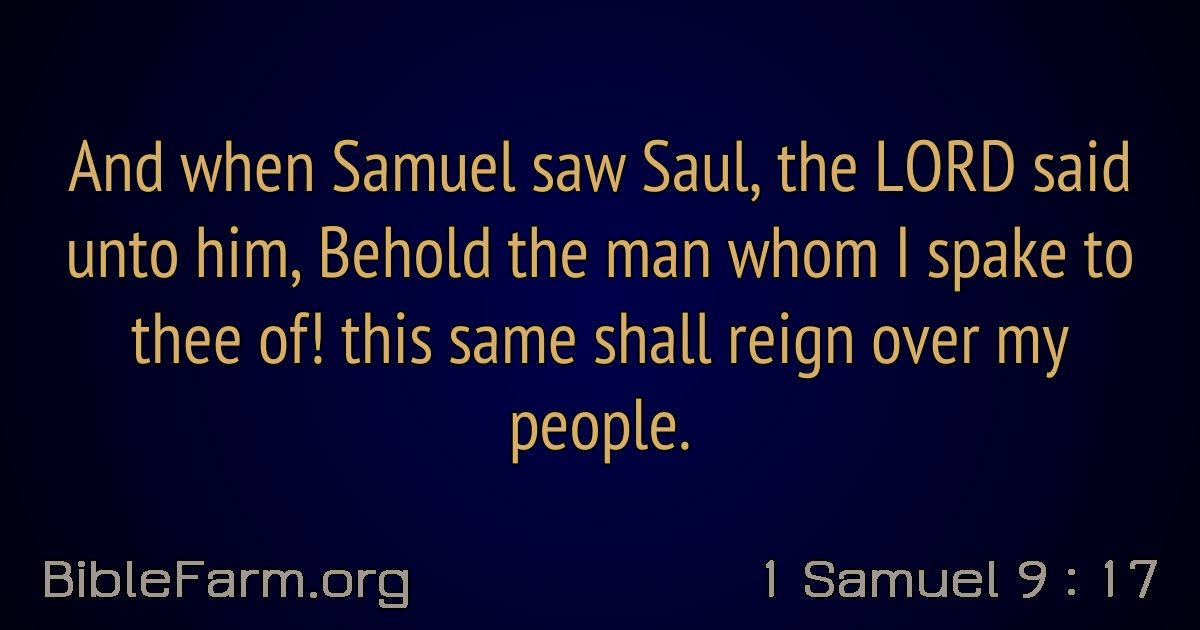 And when Samuel saw Saul, the LORD said
unto him, Behold the man whom I spake to
thee of! this same shall reign over my
people.
BibleFarm.org
1 Samuel 9 : 17